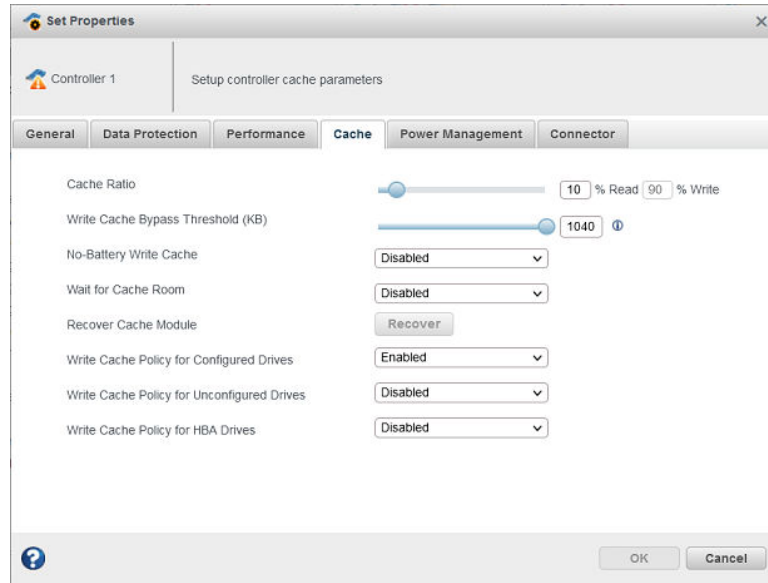 Set Properties
Controller 1
Setup controller cache parameters
General Data Protection Performance Cache Power Management Connector
Cache Ratio 10 % Read 90 % Write
Write Cache Bypass Threshold (KB) 1040
No-Battery Write Cache Disabled
Wait for Cache Room Disabled
Recover Cache Module Recover
Write Cache Policy for Configured Drives Enabled
Write Cache Policy for Unconfigured Drives Disabled
Write Cache Policy for HBA Drives Disabled
OK Cancel